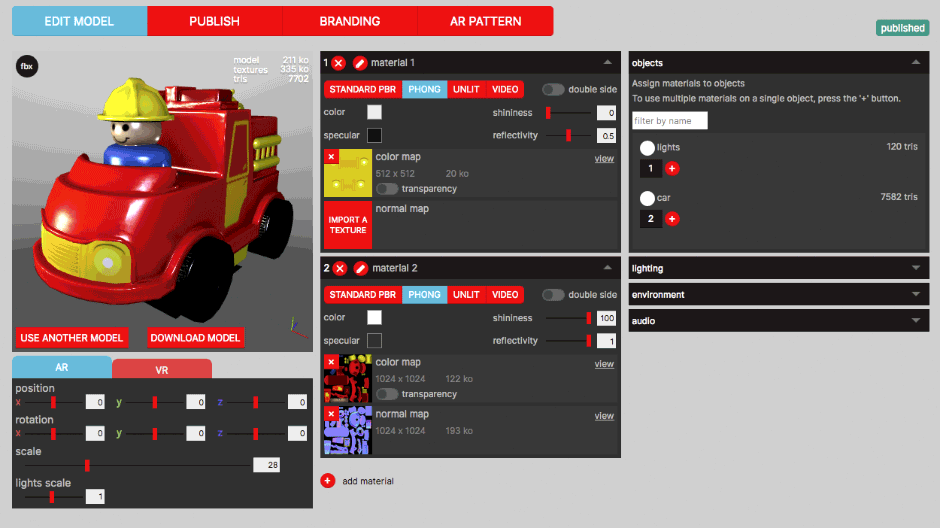 EDIT MODEL PUBLISH BRANDING AR PATTERN
published
fbx
model 211 ko
textures 335 ko
tris 7702
USE ANOTHER MODEL DOWNLOAD MODEL
AR VR
position
x 0 y 0 z 0
rotation
x 0 y 0 z 0
scale
28
lights scale
1
1 material 1
STANDARD PBR PHONG UNLIT VIDEO double side
color shininess 0
specular reflectivity 0.5
color map view
512 x 512 20 ko
transparency
normal map
IMPORT A
TEXTURE
2 material 2
STANDARD PBR PHONG UNLIT VIDEO double side
color shininess 100
specular reflectivity 1
color map view
1024 x 1024 122 ko
transparency
normal map view
1024 x 1024 193 ko
add material
objects
Assign materials to objects
To use multiple materials on a single object, press the '+' button.
filter by name
lights 120 tris
1
car 7582 tris
2
lighting
environment
audio